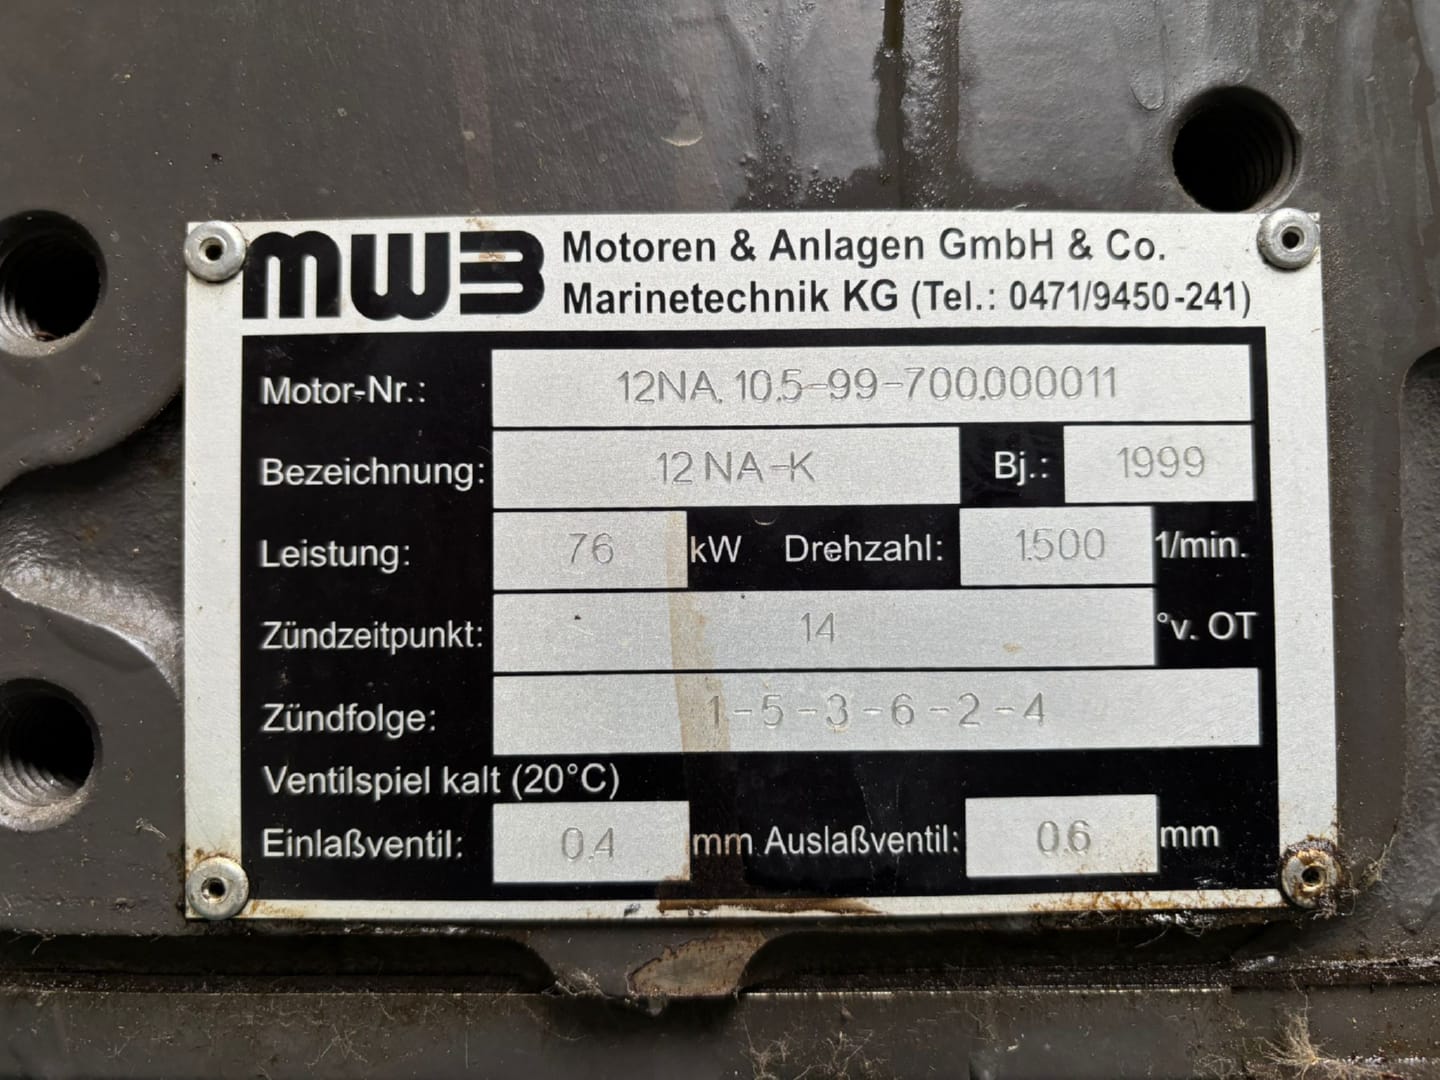 MWB Motoren & Anlagen GmbH & Co.
Marinetechnik KG (Tel.: 0471/9450-241)
Motor-Nr.: 12NA.10.5-99-700.000011
Bezeichnung: 12 NA-K Bj.: 1999
Leistung: 76 kW Drehzahl: 1500 1/min.
Zündzeitpunkt: 14 °v. OT
Zündfolge: 1-5-3-6-2-4
Ventilspiel kalt (20°C)
Einlaßventil: 0.4 mm Auslaßventil: 0.6 mm